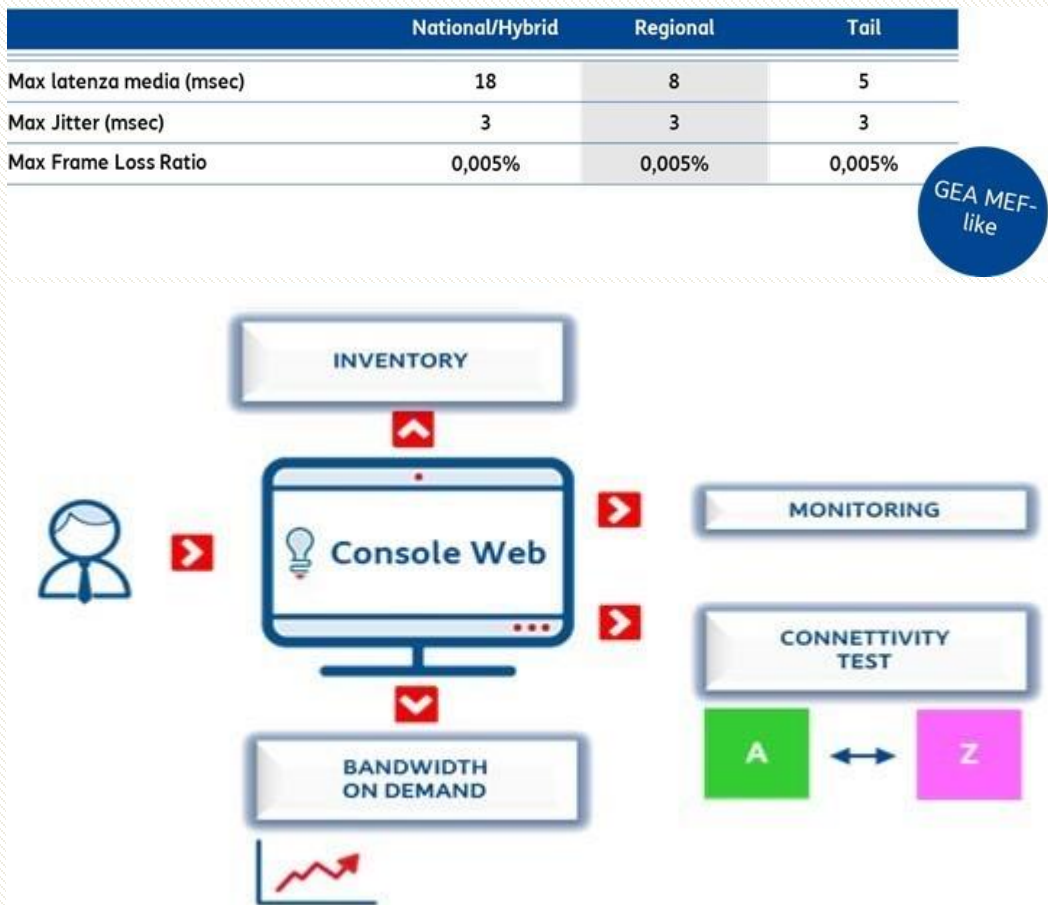 National/Hybrid Regional Tail
Max latenza media (msec) 18 8 5
Max Jitter (msec) 3 3 3
Max Frame Loss Ratio 0,005% 0,005% 0,005%
GEA MEF-
like
INVENTORY
Console Web
MONITORING
CONNETTIVITY
TEST
A Z
BANDWIDTH
ON DEMAND